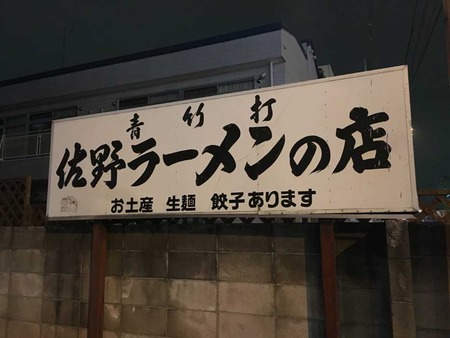 青竹打
佐野ラーメンの店
お土産 生麺 餃子あります